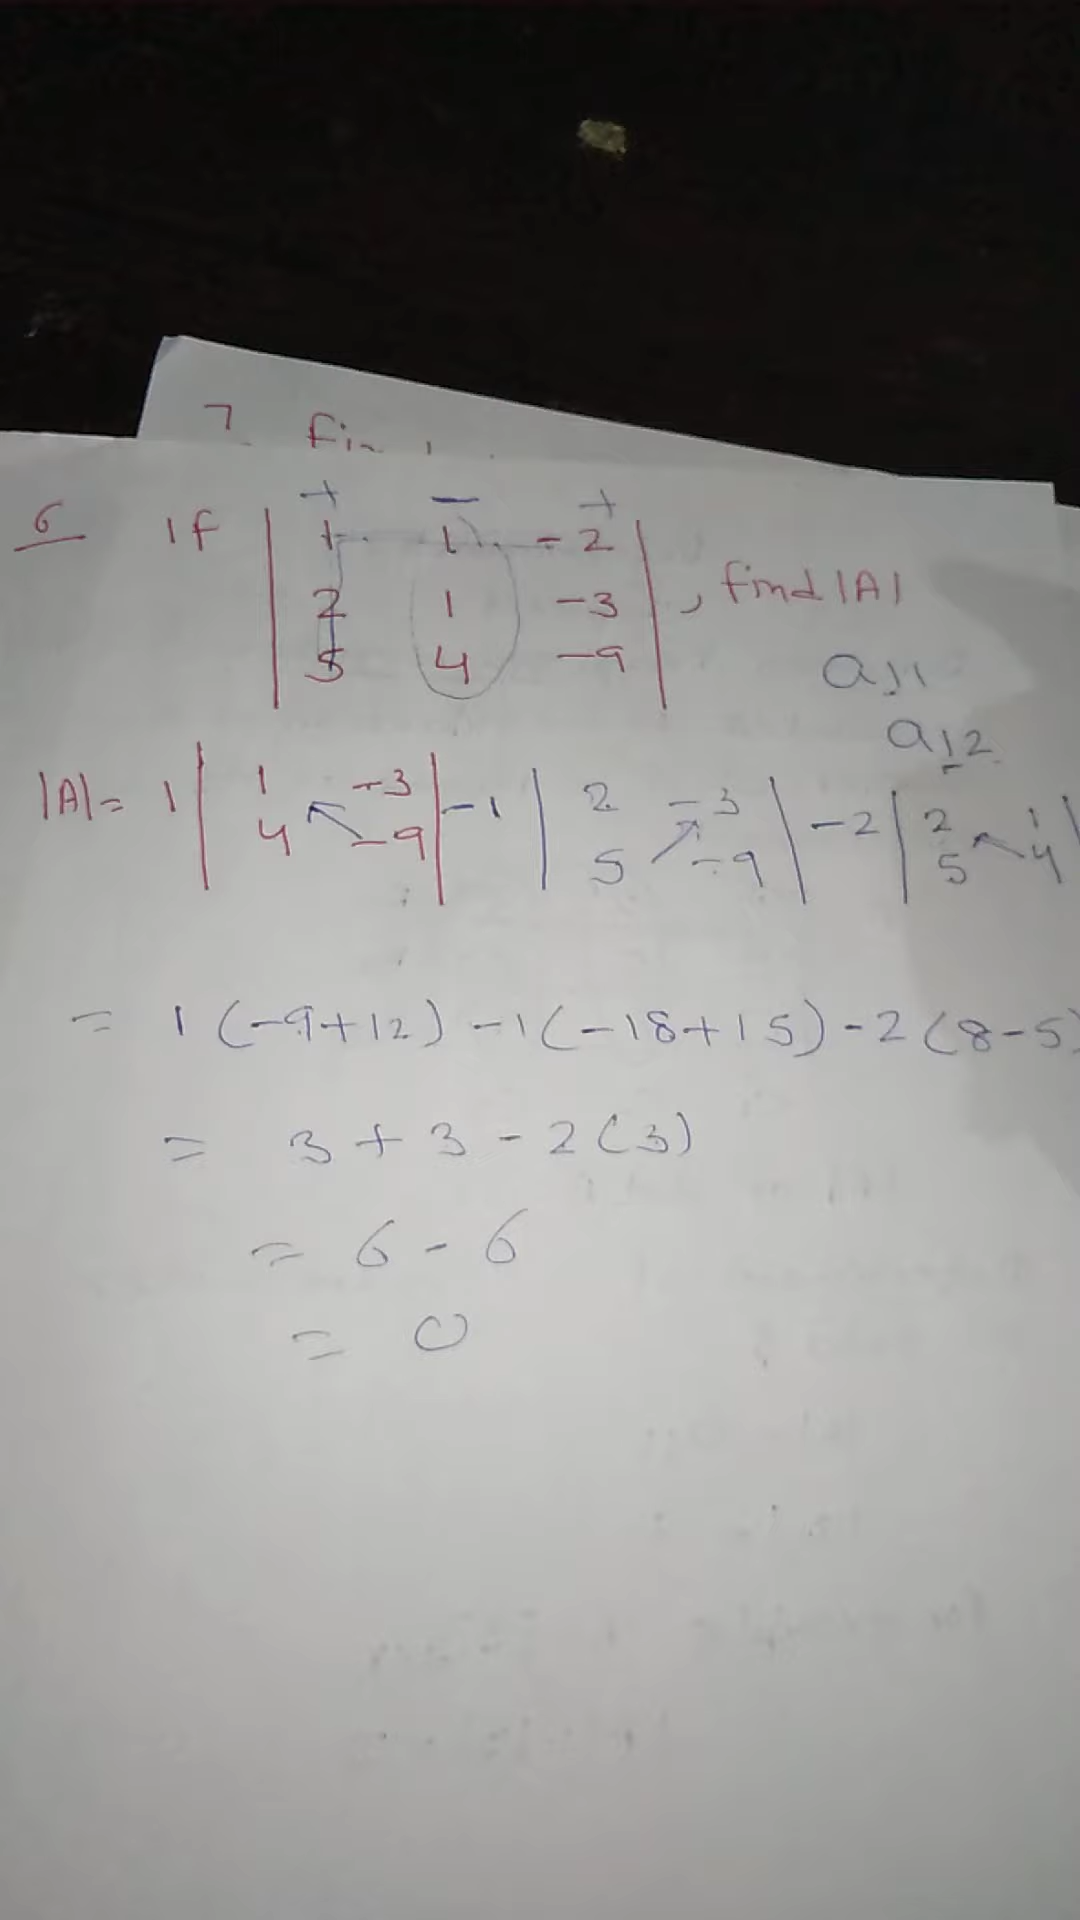 7. Fin
+ − +
6 If | 1 1 -2 |
| 2 1 -3 | , find |A|
| 5 4 -9 |
a11
a12
|A| = 1 | 1 -3 | -1 | 2 -3 | -2 | 2 1 |
| 4 -9 | | 5 -9 | | 5 4 |
= 1 (-9+12) -1 (-18+15) -2 (8-5)
= 3 + 3 - 2(3)
= 6 - 6
= 0